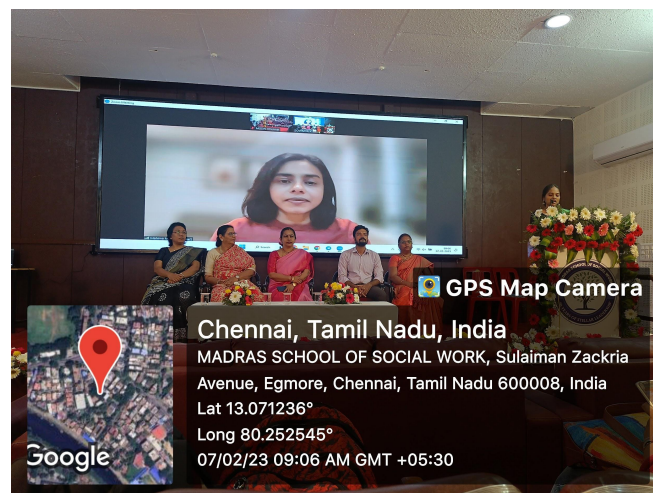 GPS Map Camera
Chennai, Tamil Nadu, India
MADRAS SCHOOL OF SOCIAL WORK, Sulaiman Zackria
Avenue, Egmore, Chennai, Tamil Nadu 600008, India
Lat 13.071236°
Long 80.252545°
07/02/23 09:06 AM GMT +05:30
Google